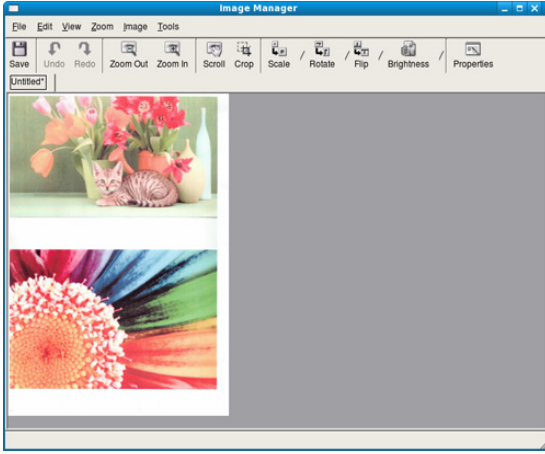 Image Manager
File Edit View Zoom Image Tools
Save Undo Redo Zoom Out Zoom In Scroll Crop Scale / Rotate / Flip / Brightness / Properties
Untitled*